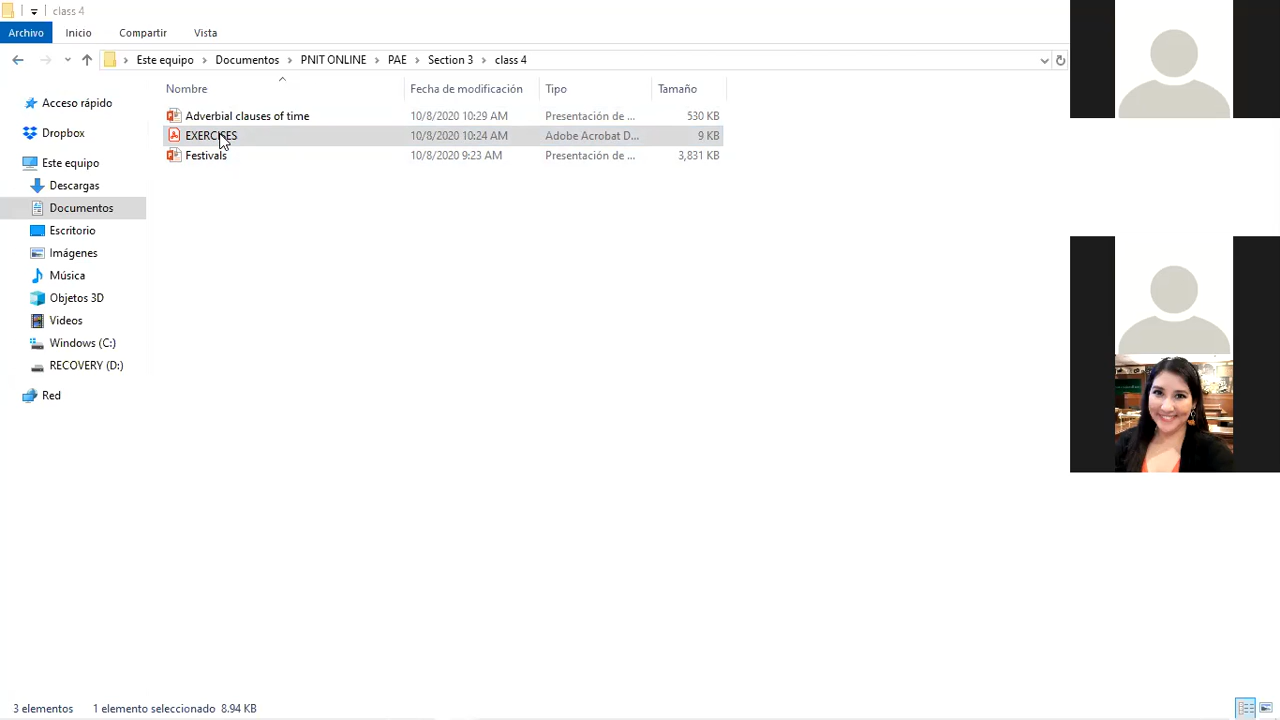 class 4
Archivo Inicio Compartir Vista
Este equipo Documentos PNIT ONLINE PAE Section 3 class 4
Nombre Fecha de modificación Tipo Tamaño
Acceso rápido
Dropbox
Este equipo
Descargas
Documentos
Escritorio
Imágenes
Música
Objetos 3D
Videos
Windows (C:)
RECOVERY (D:)
Red
Adverbial clauses of time 10/8/2020 10:29 AM Presentación de ... 530 KB
EXERCISES 10/8/2020 10:24 AM Adobe Acrobat D... 9 KB
Festivals 10/8/2020 9:23 AM Presentación de ... 3,831 KB
3 elementos 1 elemento seleccionado 8.94 KB